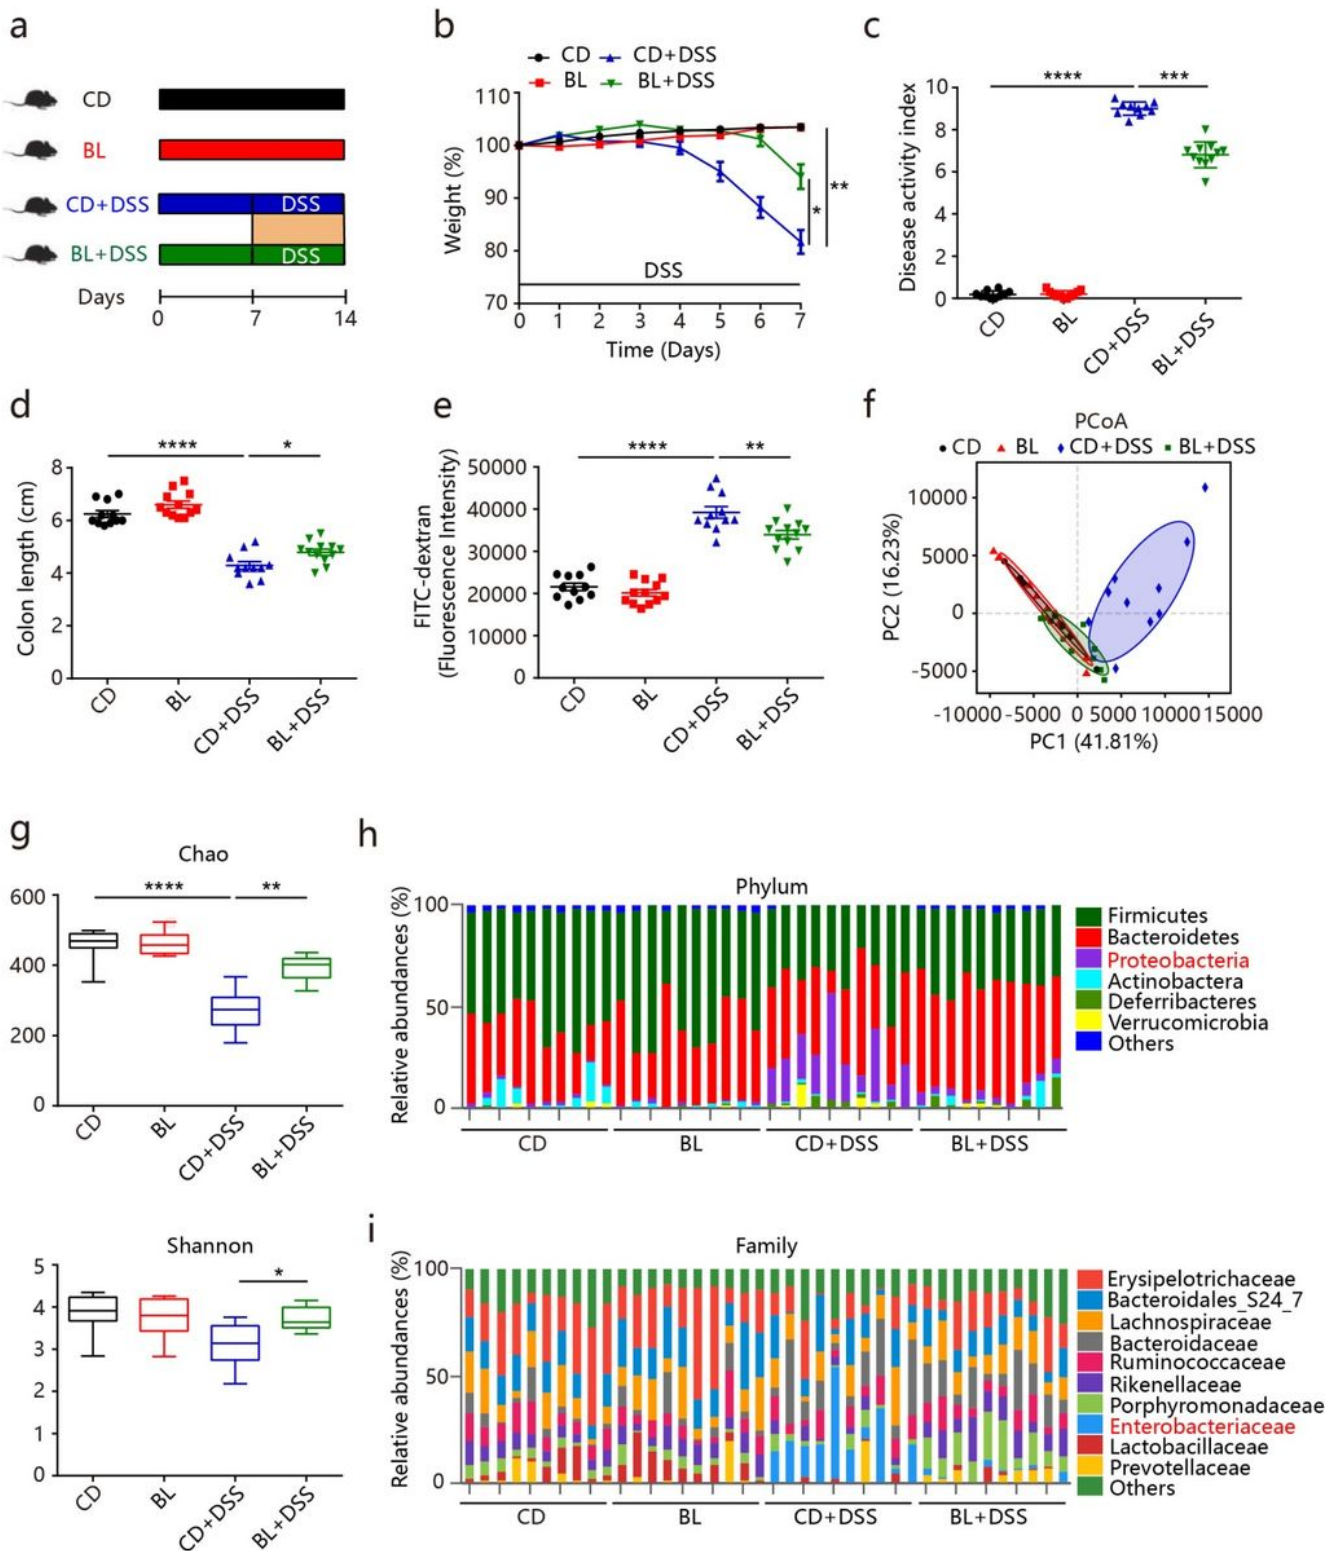 a
CD
BL
CD+DSS DSS
BL+DSS DSS
Days
0 7 14
b
CD CD+DSS
BL BL+DSS
110
100
90
80
70
Weight (%)
DSS
*
**
0 1 2 3 4 5 6 7
Time (Days)
c
**** ***
10
8
6
4
2
0
Disease activity index
CD BL CD+DSS BL+DSS
d
**** *
8
6
4
2
0
Colon length (cm)
CD BL CD+DSS BL+DSS
e
**** **
50000
40000
30000
20000
10000
0
FITC-dextran
(Fluorescence Intensity)
CD BL CD+DSS BL+DSS
f
PCoA
CD BL CD+DSS BL+DSS
10000
5000
0
-5000
PC2 (16.23%)
-10000 -5000 0 5000 10000 15000
PC1 (41.81%)
g
Chao
**** **
600
400
200
0
CD BL CD+DSS BL+DSS
Shannon
*
5
4
3
2
1
0
CD BL CD+DSS BL+DSS
h
Phylum
100
50
0
Relative abundances (%)
CD BL CD+DSS BL+DSS
Firmicutes
Bacteroidetes
Proteobacteria
Actinobactera
Deferribacteres
Verrucomicrobia
Others
i
Family
100
50
0
Relative abundances (%)
CD BL CD+DSS BL+DSS
Erysipelotrichaceae
Bacteroidales_S24_7
Lachnospiraceae
Bacteroidaceae
Ruminococcaceae
Rikenellaceae
Porphyromonadaceae
Enterobacteriaceae
Lactobacillaceae
Prevotellaceae
Others